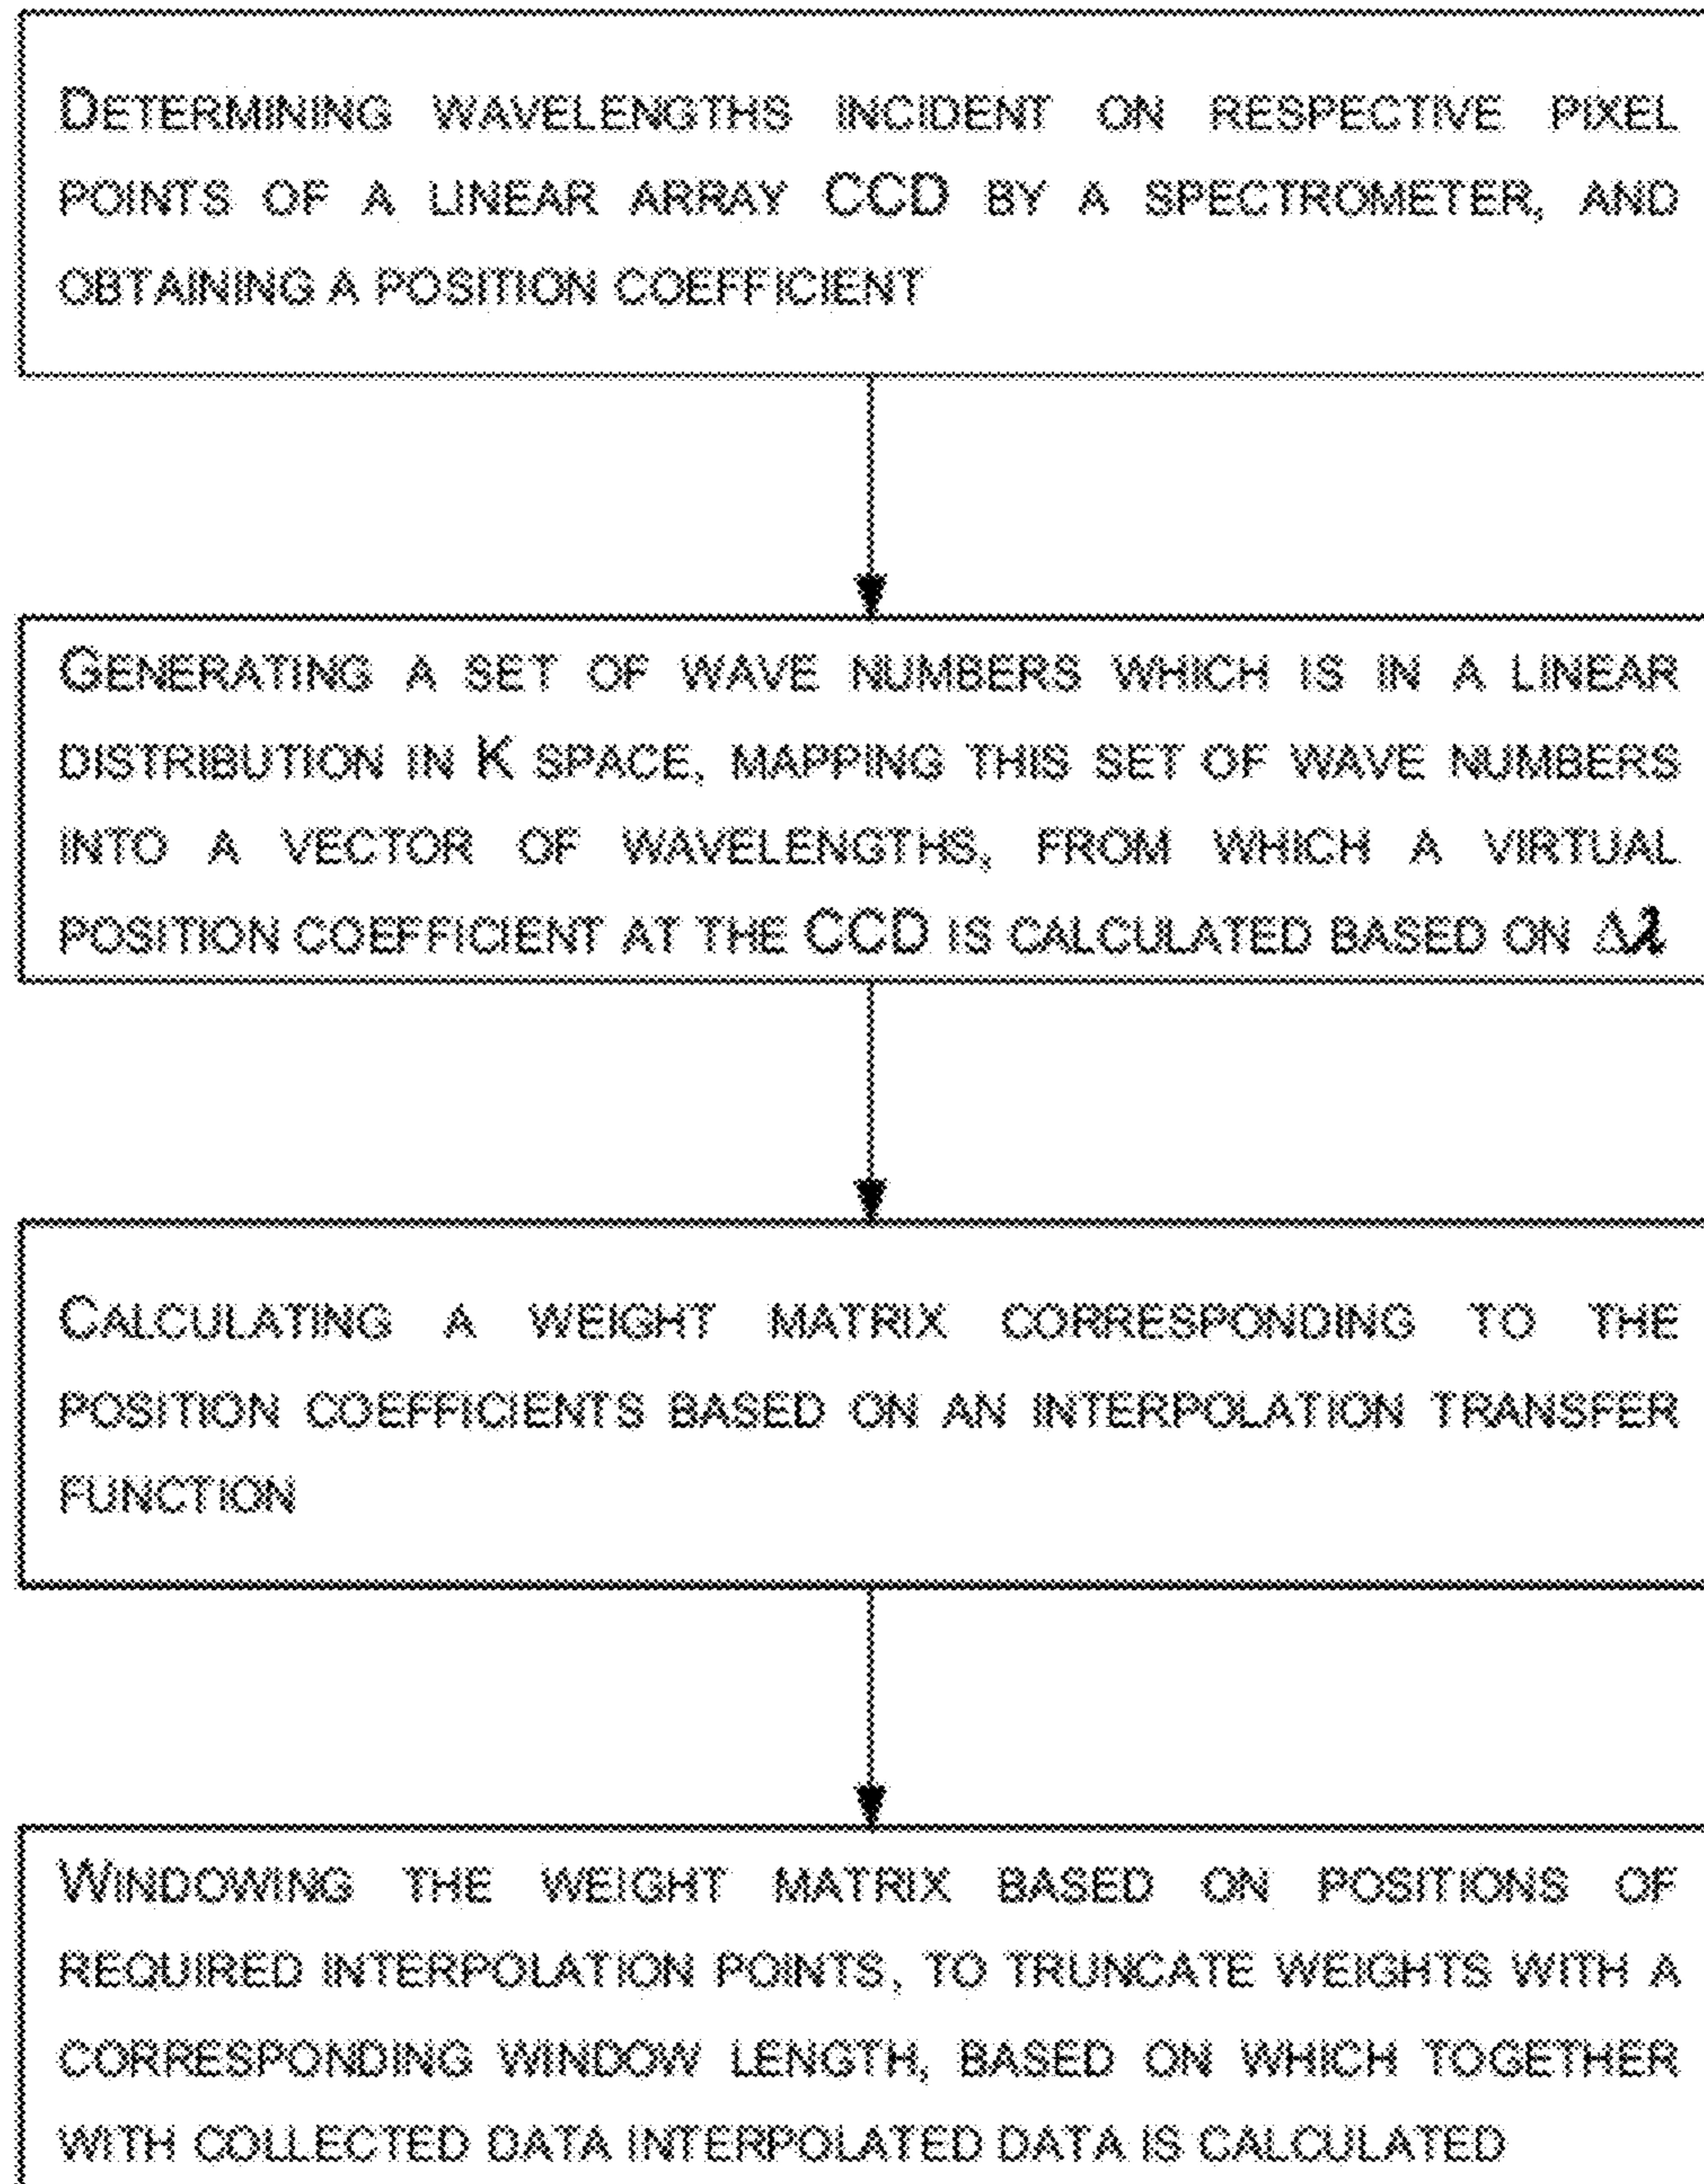 DETERMINING WAVELENGTHS INCIDENT ON RESPECTIVE PIXEL
POINTS OF A LINEAR ARRAY CCD BY A SPECTROMETER, AND
OBTAINING A POSITION COEFFICIENT
GENERATING A SET OF WAVE NUMBERS WHICH IS IN A LINEAR
DISTRIBUTION IN K SPACE, MAPPING THIS SET OF WAVE NUMBERS
INTO A VECTOR OF WAVELENGTHS, FROM WHICH A VIRTUAL
POSITION COEFFICIENT AT THE CCD IS CALCULATED BASED ON Δλ
CALCULATING A WEIGHT MATRIX CORRESPONDING TO THE
POSITION COEFFICIENTS BASED ON AN INTERPOLATION TRANSFER
FUNCTION
WINDOWING THE WEIGHT MATRIX BASED ON POSITIONS OF
REQUIRED INTERPOLATION POINTS, TO TRUNCATE WEIGHTS WITH A
CORRESPONDING WINDOW LENGTH, BASED ON WHICH TOGETHER
WITH COLLECTED DATA INTERPOLATED DATA IS CALCULATED